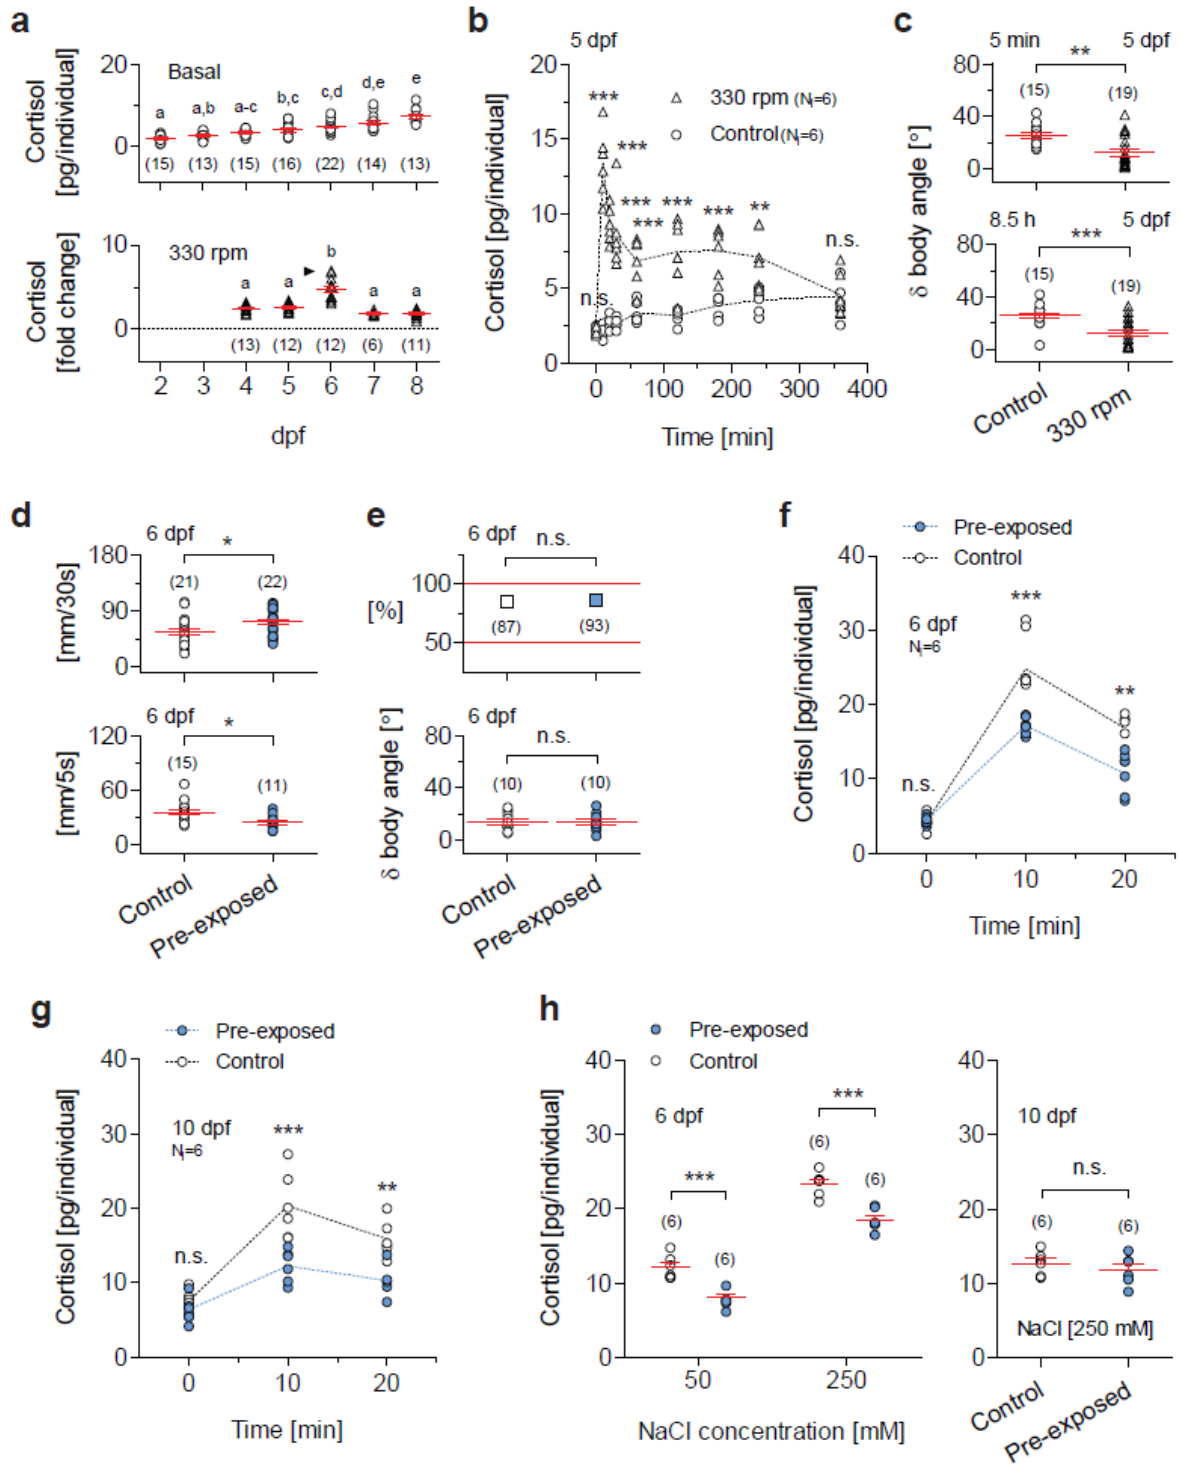 a
Cortisol
[pg/individual]
20
10
0
Basal
a
a,b
a-c
b,c
c,d
d,e
e
(15)
(13)
(15)
(16)
(22)
(14)
(13)
Cortisol
[fold change]
10
0
330 rpm
a
a
b
a
a
(13)
(12)
(12)
(6)
(11)
2
3
4
5
6
7
8
dpf
b
5 dpf
Cortisol [pg/individual]
20
15
10
5
0
330 rpm (N=6)
Control (N=6)
***
***
***
***
***
***
**
n.s.
n.s.
0
100
200
300
400
Time [min]
c
δ body angle [°]
5 min
5 dpf
**
80
40
0
(15)
(19)
8.5 h
5 dpf
***
80
40
0
(15)
(19)
Control
330 rpm
d
6 dpf
*
[mm/30s]
180
90
0
(21)
(22)
6 dpf
*
[mm/5s]
120
60
0
(15)
(11)
Control
Pre-exposed
e
6 dpf
n.s.
[%]
100
50
(87)
(93)
6 dpf
n.s.
δ body angle [°]
80
40
0
(10)
(10)
Control
Pre-exposed
f
Pre-exposed
Control
Cortisol [pg/individual]
40
30
20
10
0
6 dpf
N=6
n.s.
***
**
0
10
20
Time [min]
g
Pre-exposed
Control
Cortisol [pg/individual]
40
30
20
10
0
10 dpf
N=6
n.s.
***
**
0
10
20
Time [min]
h
Pre-exposed
Control
Cortisol [pg/individual]
40
30
20
10
0
6 dpf
***
(6)
(6)
***
(6)
(6)
50
250
NaCl concentration [mM]
40
30
20
10
0
10 dpf
n.s.
(6)
(6)
NaCl [250 mM]
Control
Pre-exposed